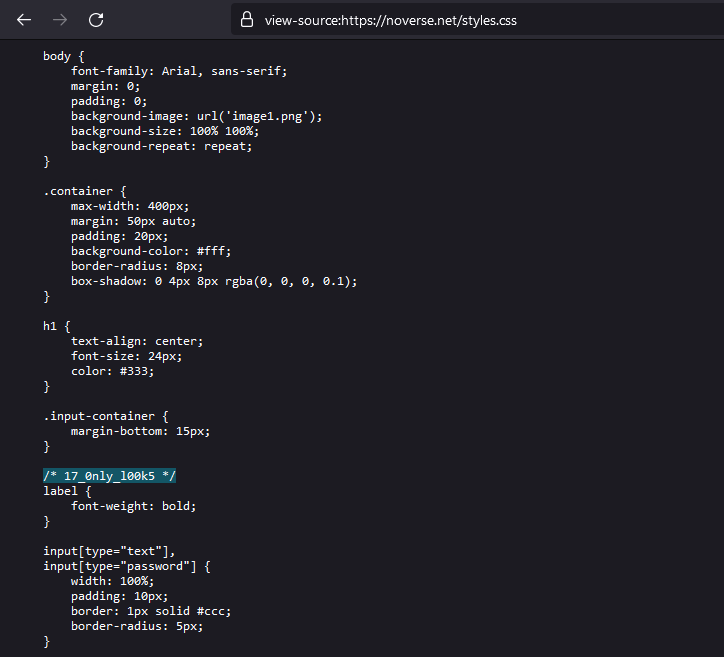 view-source:https://noverse.net/styles.css
body {
    font-family: Arial, sans-serif;
    margin: 0;
    padding: 0;
    background-image: url('image1.png');
    background-size: 100% 100%;
    background-repeat: repeat;
}
.container {
    max-width: 400px;
    margin: 50px auto;
    padding: 20px;
    background-color: #fff;
    border-radius: 8px;
    box-shadow: 0 4px 8px rgba(0, 0, 0, 0.1);
}
h1 {
    text-align: center;
    font-size: 24px;
    color: #333;
}
.input-container {
    margin-bottom: 15px;
}
/* 17_0nly_l00k5 */
label {
    font-weight: bold;
}
input[type="text"],
input[type="password"] {
    width: 100%;
    padding: 10px;
    border: 1px solid #ccc;
    border-radius: 5px;
}